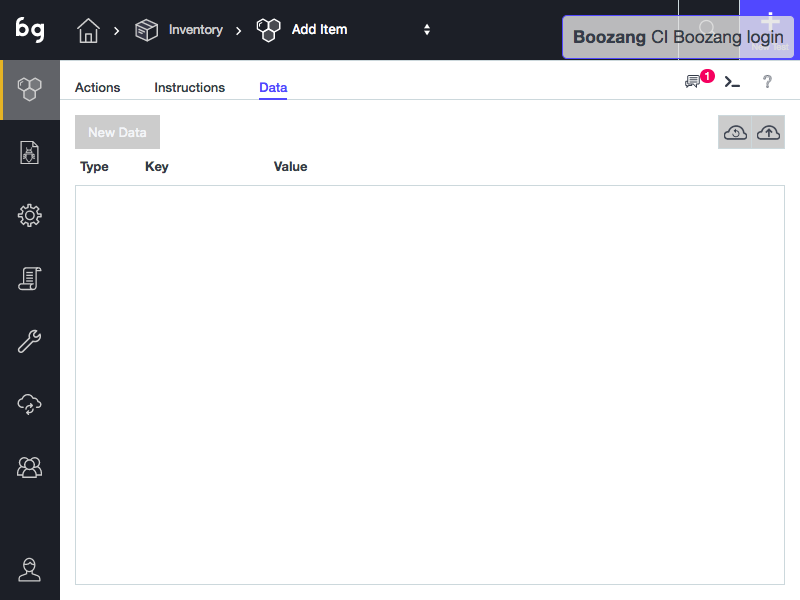 bg
Inventory
Add Item
Boozang CI Boozang login
Actions
Instructions
Data
1
?
New Data
Type
Key
Value